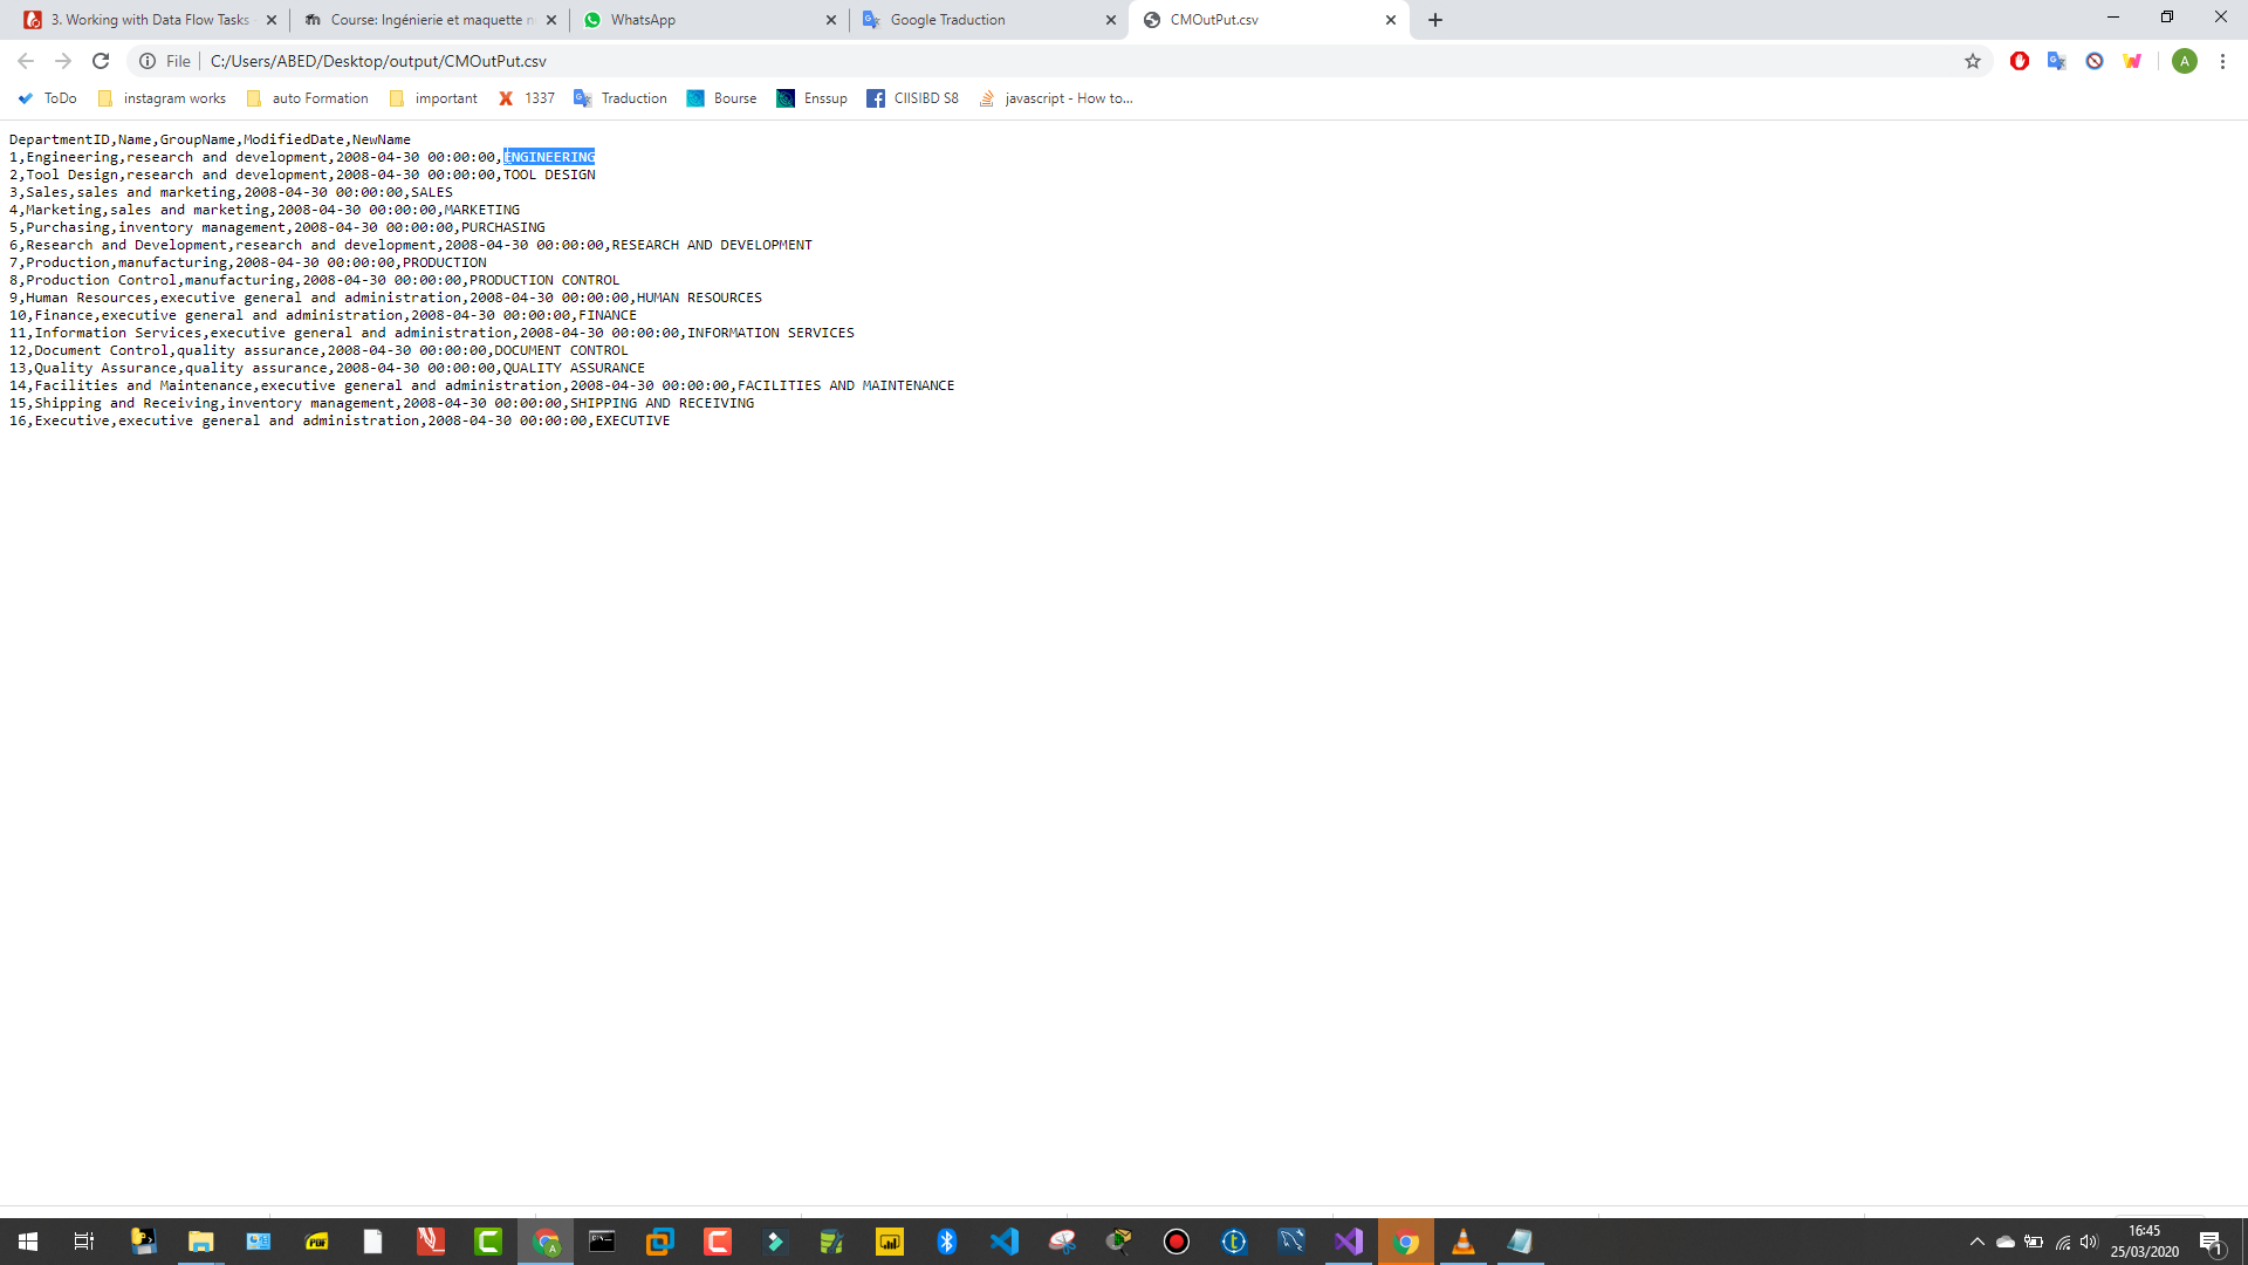 3. Working with Data Flow Tasks
Course: Ingénierie et maquette n
WhatsApp
Google Traduction
CMOutPut.csv
File
C:/Users/ABED/Desktop/output/CMOutPut.csv
A
ToDo
instagram works
auto Formation
important
1337
Traduction
Bourse
Enssup
CIISIBD S8
javascript - How to...
DepartmentID,Name,GroupName,ModifiedDate,NewName
1,Engineering,research and development,2008-04-30 00:00:00,ENGINEERING
2,Tool Design,research and development,2008-04-30 00:00:00,TOOL DESIGN
3,Sales,sales and marketing,2008-04-30 00:00:00,SALES
4,Marketing,sales and marketing,2008-04-30 00:00:00,MARKETING
5,Purchasing,inventory management,2008-04-30 00:00:00,PURCHASING
6,Research and Development,research and development,2008-04-30 00:00:00,RESEARCH AND DEVELOPMENT
7,Production,manufacturing,2008-04-30 00:00:00,PRODUCTION
8,Production Control,manufacturing,2008-04-30 00:00:00,PRODUCTION CONTROL
9,Human Resources,executive general and administration,2008-04-30 00:00:00,HUMAN RESOURCES
10,Finance,executive general and administration,2008-04-30 00:00:00,FINANCE
11,Information Services,executive general and administration,2008-04-30 00:00:00,INFORMATION SERVICES
12,Document Control,quality assurance,2008-04-30 00:00:00,DOCUMENT CONTROL
13,Quality Assurance,quality assurance,2008-04-30 00:00:00,QUALITY ASSURANCE
14,Facilities and Maintenance,executive general and administration,2008-04-30 00:00:00,FACILITIES AND MAINTENANCE
15,Shipping and Receiving,inventory management,2008-04-30 00:00:00,SHIPPING AND RECEIVING
16,Executive,executive general and administration,2008-04-30 00:00:00,EXECUTIVE
PDF
16:45
25/03/2020
1